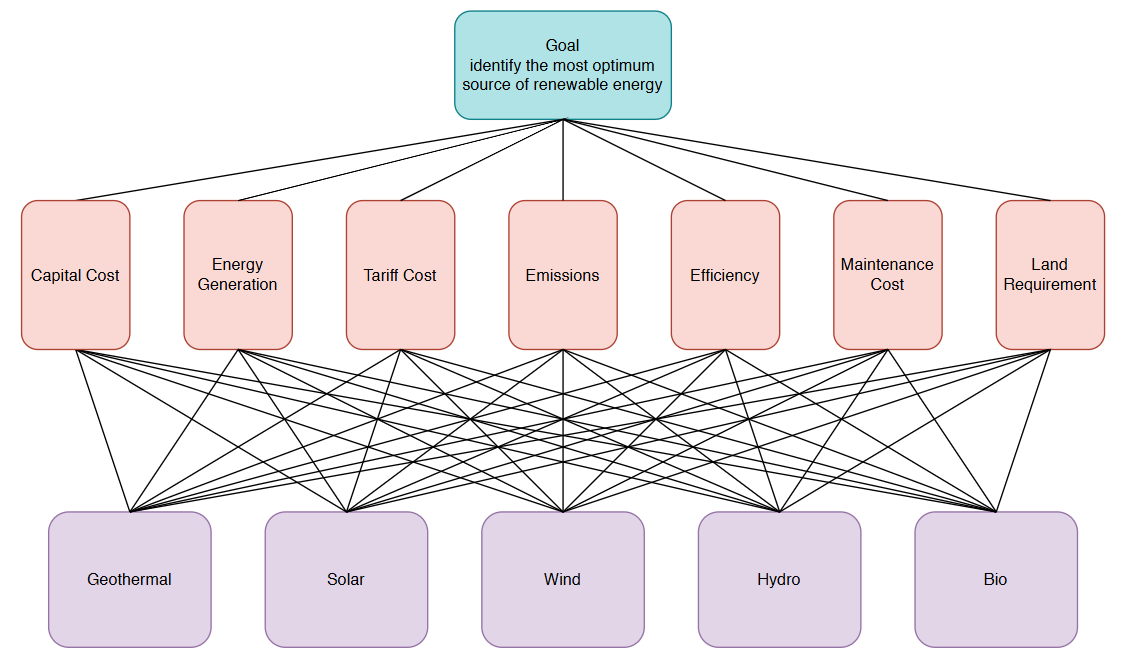 Goal
identify the most optimum
source of renewable energy
Capital Cost
Energy
Generation
Tariff Cost
Emissions
Efficiency
Maintenance
Cost
Land
Requirement
Geothermal
Solar
Wind
Hydro
Bio